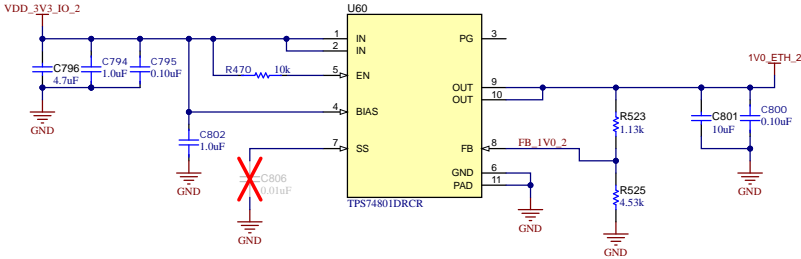 VDD_3V3_IO_2
U60
1 IN
2 IN
PG 3
C796
4.7uF
C794
1.0uF
C795
0.10uF
R470 10k
5 EN
OUT 9
OUT 10
1V0_ETH_2
4 BIAS
C802
1.0uF
R523
1.13k
C801
10uF
C800
0.10uF
GND
7 SS
FB 8
FB_1V0_2
GND
C806
0.01uF
GND 6
PAD 11
TPS74801DRCR
R525
4.53k
GND
GND
GND
GND
GND